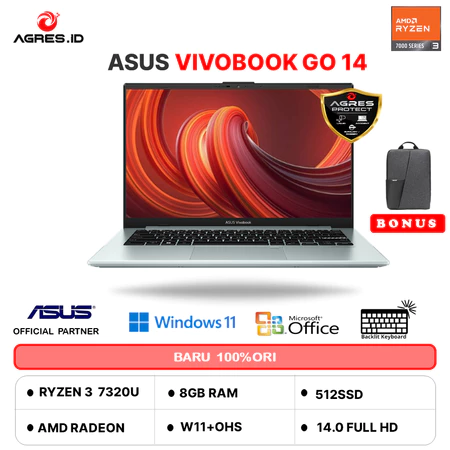 AGRES.ID
AMD
RYZEN
7000 SERIES 3
ASUS VIVOBOOK GO 14
AGRES
PROTECT
BONUS
ASUS Vivobook
ASUS
OFFICIAL PARTNER
Windows 11
Microsoft
Office
Backlit Keyboard
BARU 100%ORI
• RYZEN 3 7320U
• 8GB RAM
• 512SSD
• AMD RADEON
• W11+OHS
• 14.0 FULL HD